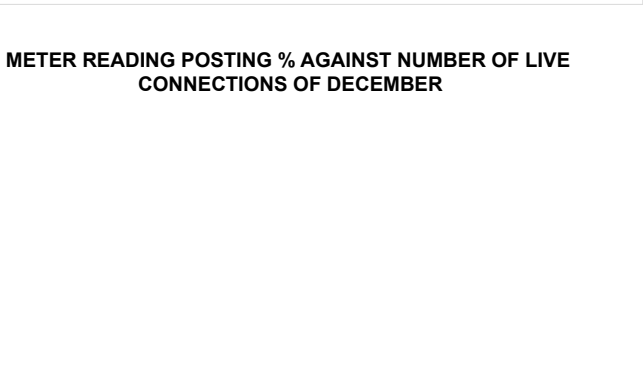 METER READING POSTING % AGAINST NUMBER OF LIVE
CONNECTIONS OF DECEMBER